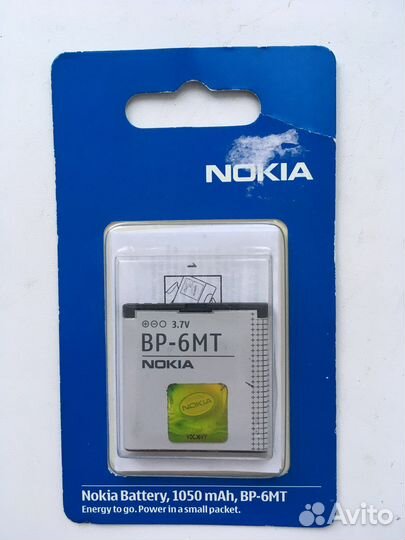 NOKIA
1
3.7V
BP-6MT
NOKIA
NOKIA
Nokia Battery, 1050 mAh, BP-6MT
Energy to go. Power in a small packet.
Avito